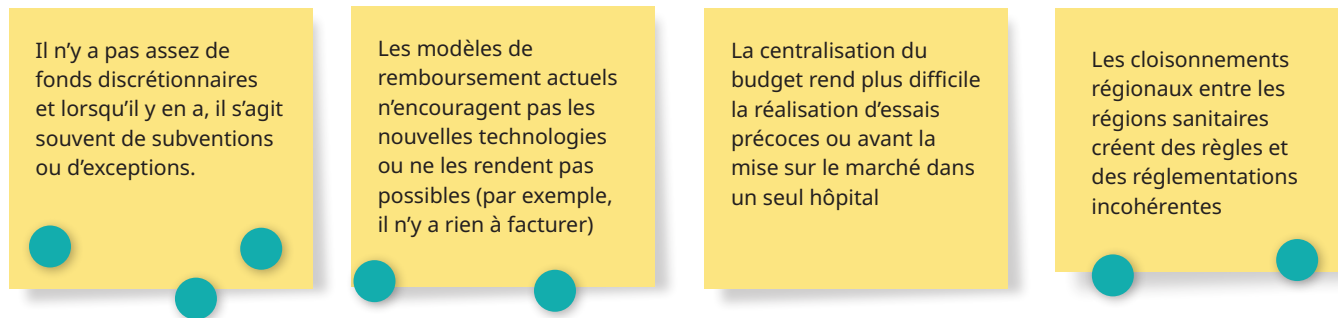 Il n'y a pas assez de
fonds discrétionnaires
et lorsqu'il y en a, il s’agit
souvent de subventions
ou d’exceptions.
Les modèles de
remboursement actuels
n’encouragent pas les
nouvelles technologies
ou ne les rendent pas
possibles (par exemple,
il n’y a rien à facturer)
La centralisation du
budget rend plus difficile
la réalisation d’essais
précoces ou avant la
mise sur le marché dans
un seul hôpital
Les cloisonnements
régionaux entre les
régions sanitaires
créent des règles et
des réglementations
incohérentes